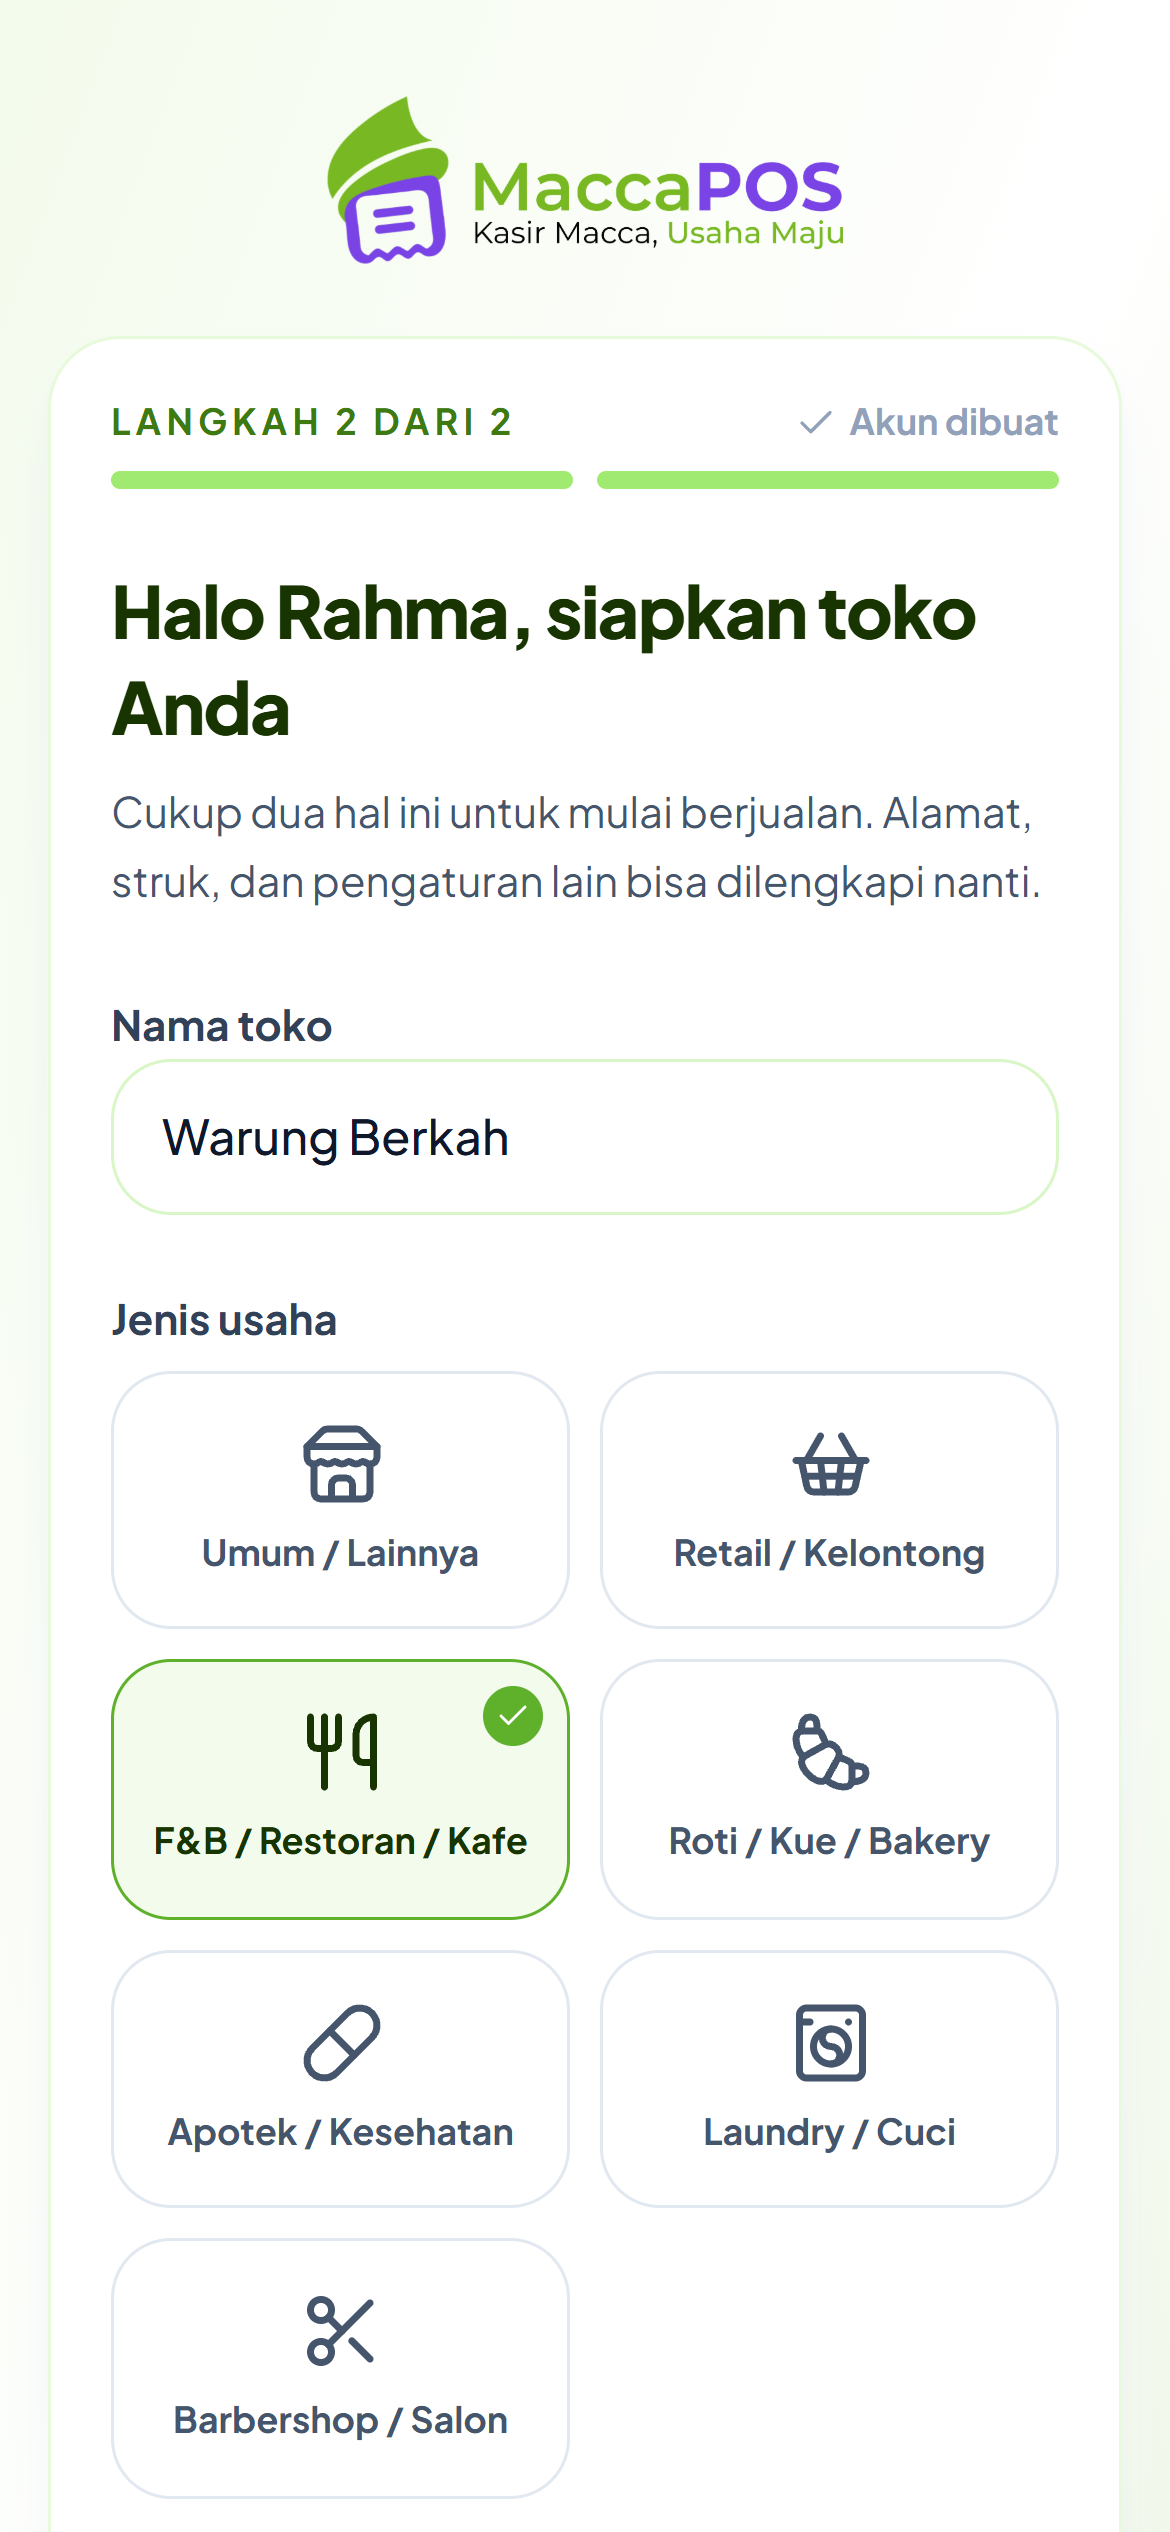 MaccaPOS
Kasir Macca, Usaha Maju
LANGKAH 2 DARI 2
Akun dibuat
Halo Rahma, siapkan toko
Anda
Cukup dua hal ini untuk mulai berjualan. Alamat,
struk, dan pengaturan lain bisa dilengkapi nanti.
Nama toko
Warung Berkah
Jenis usaha
Umum / Lainnya
Retail / Kelontong
F&B / Restoran / Kafe
Roti / Kue / Bakery
Apotek / Kesehatan
Laundry / Cuci
Barbershop / Salon